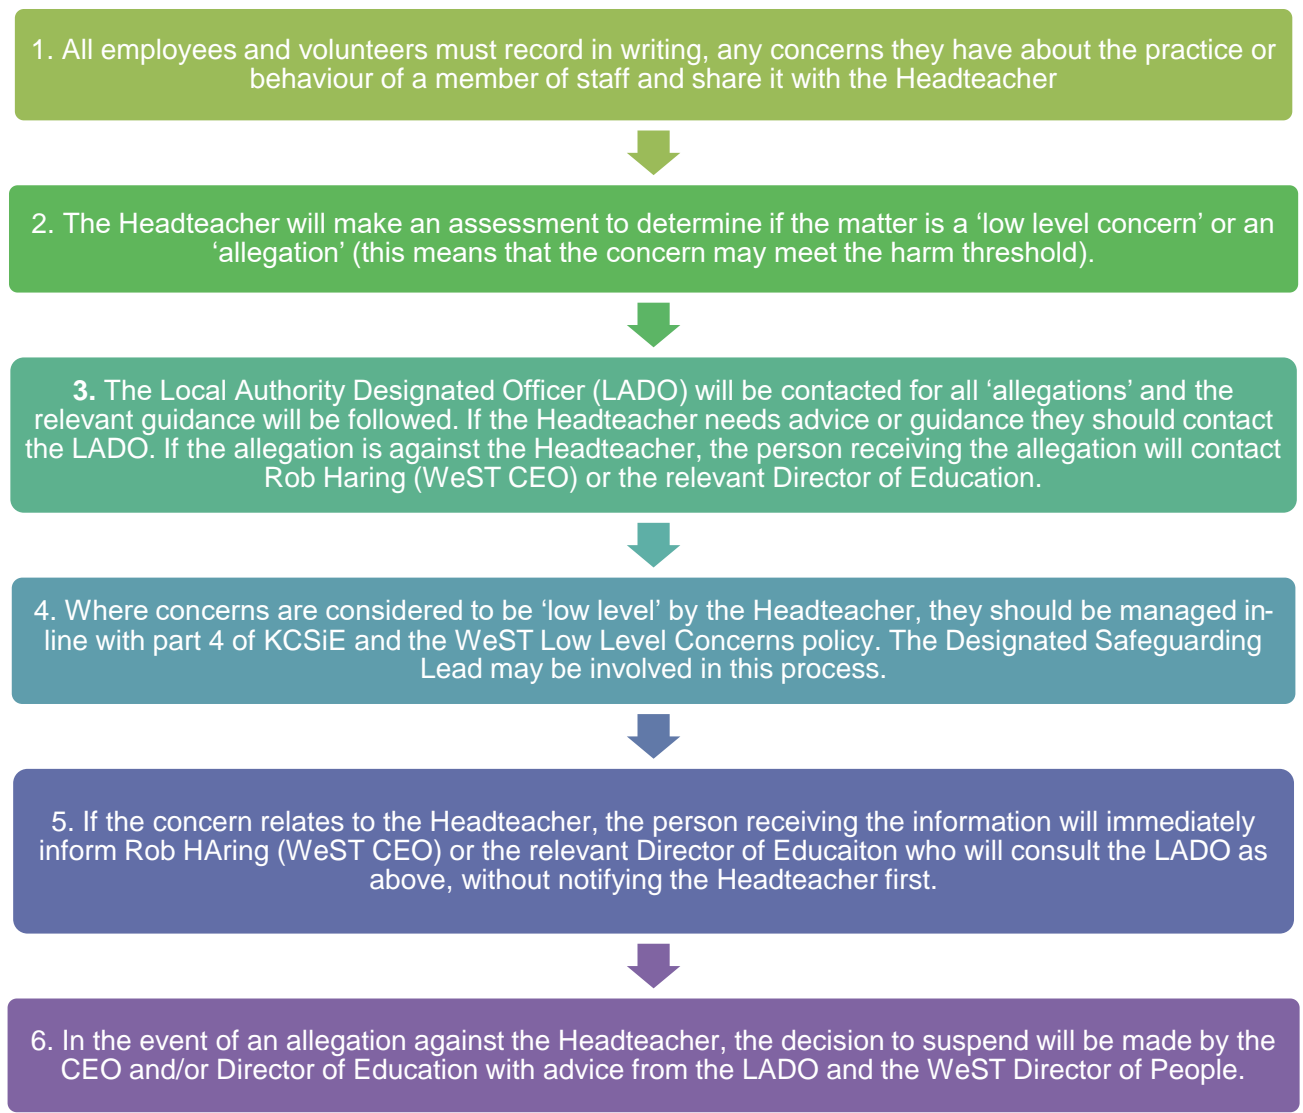 1. All employees and volunteers must record in writing, any concerns they have about the practice or
behaviour of a member of staff and share it with the Headteacher
2. The Headteacher will make an assessment to determine if the matter is a ‘low level concern’ or an
‘allegation’ (this means that the concern may meet the harm threshold).
3. The Local Authority Designated Officer (LADO) will be contacted for all ‘allegations’ and the
relevant guidance will be followed. If the Headteacher needs advice or guidance they should contact
the LADO. If the allegation is against the Headteacher, the person receiving the allegation will contact
Rob Haring (WeST CEO) or the relevant Director of Education.
4. Where concerns are considered to be ‘low level’ by the Headteacher, they should be managed in-
line with part 4 of KCSiE and the WeST Low Level Concerns policy. The Designated Safeguarding
Lead may be involved in this process.
5. If the concern relates to the Headteacher, the person receiving the information will immediately
inform Rob HAring (WeST CEO) or the relevant Director of Educaiton who will consult the LADO as
above, without notifying the Headteacher first.
6. In the event of an allegation against the Headteacher, the decision to suspend will be made by the
CEO and/or Director of Education with advice from the LADO and the WeST Director of People.